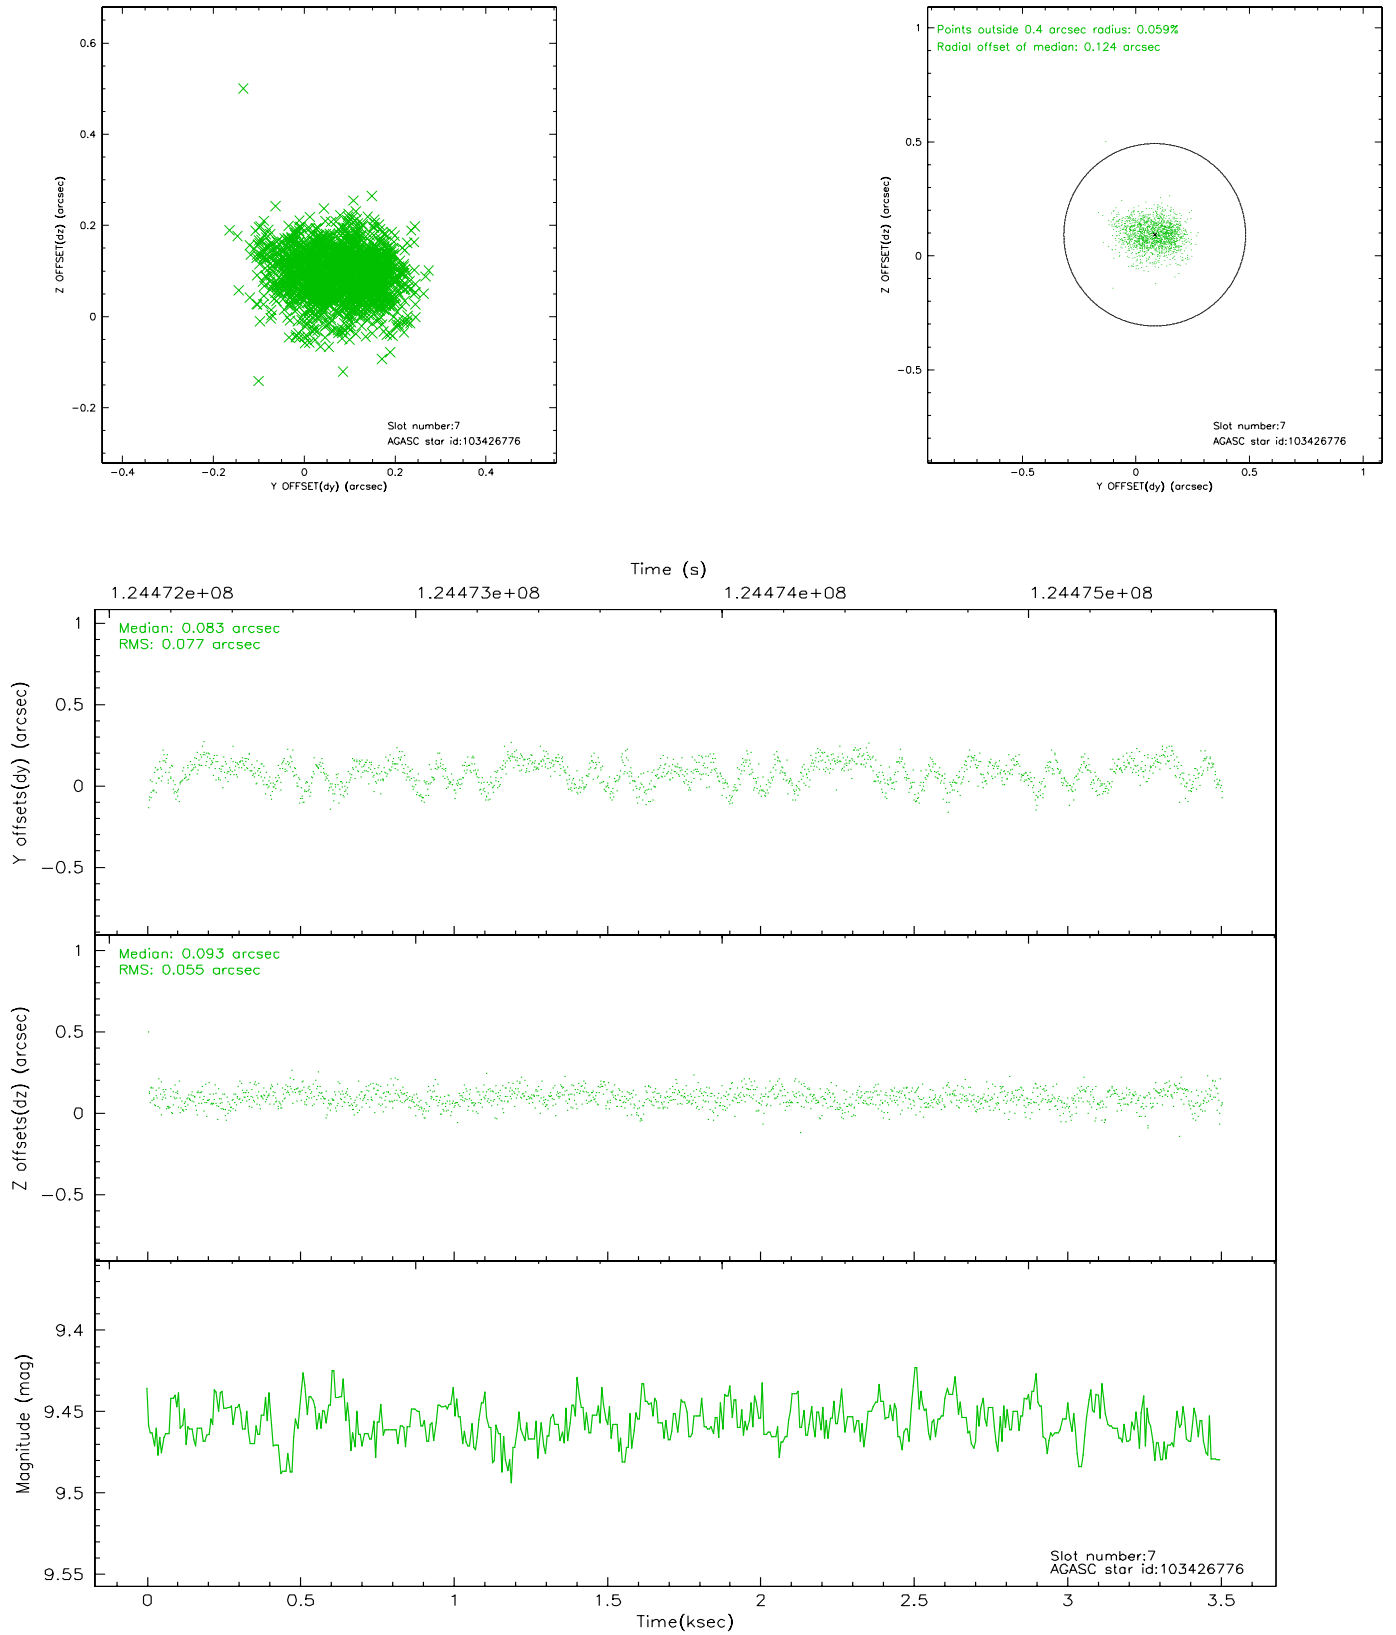 0.6
0.4
0.2
0
−0.2
Z OFFSET(dz) (arcsec)
−0.4
−0.2
0
0.2
0.4
Y OFFSET(dy) (arcsec)
Slot number:7
AGASC star id:103426776
Points outside 0.4 arcsec radius: 0.059%
Radial offset of median: 0.124 arcsec
1
0.5
0
−0.5
Z OFFSET(dz) (arcsec)
−0.5
0
0.5
1
Y OFFSET(dy) (arcsec)
Slot number:7
AGASC star id:103426776
Time (s)
1.24472e+08
1.24473e+08
1.24474e+08
1.24475e+08
Median: 0.083 arcsec
RMS: 0.077 arcsec
1
0.5
0
−0.5
Y offsets(dy) (arcsec)
Median: 0.093 arcsec
RMS: 0.055 arcsec
1
0.5
0
−0.5
Z offsets(dz) (arcsec)
9.4
9.45
9.5
9.55
Magnitude (mag)
Slot number:7
AGASC star id:103426776
0
0.5
1
1.5
2
2.5
3
3.5
Time(ksec)